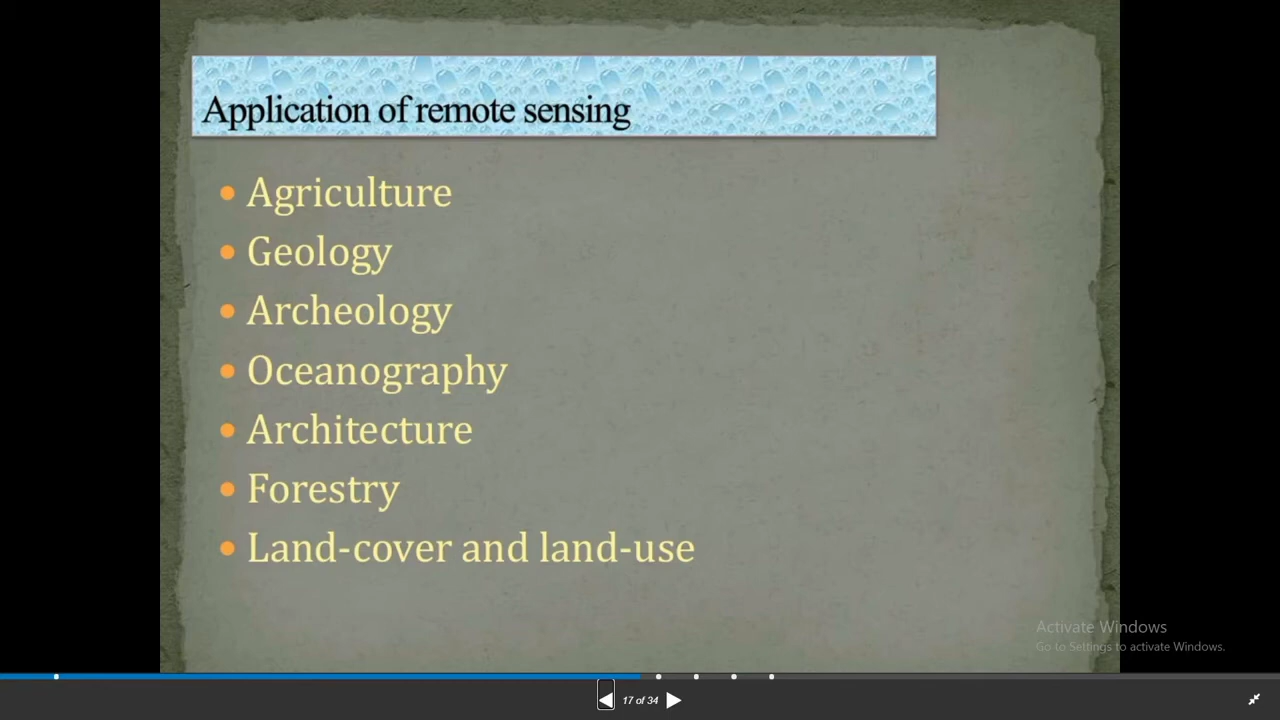 Application of remote sensing
• Agriculture
• Geology
• Archeology
• Oceanography
• Architecture
• Forestry
• Land-cover and land-use
Activate Windows
Go to Settings to activate Windows.
17 of 34